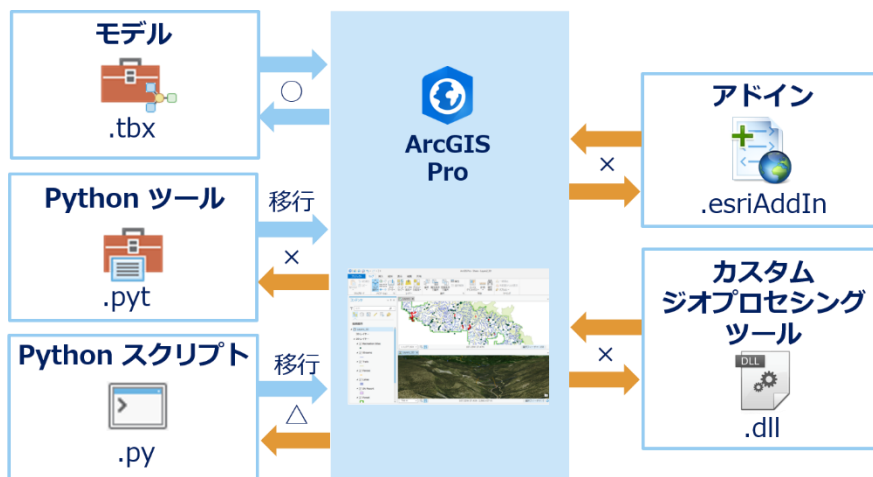 モデル
.tbx
○
Python ツール
.pyt
移行
×
Python スクリプト
.py
移行
△
ArcGIS
Pro
アドイン
.esriAddIn
×
カスタム
ジオプロセシング
ツール
DLL
.dll
×